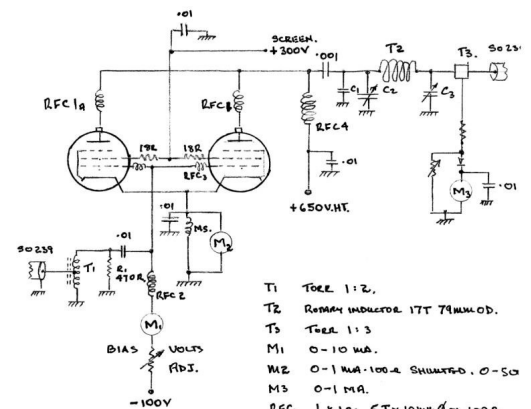 .01
SCREEN.
+300V
.001
T2
T3.
SO239
RFC1a
C1
C2
C3
RFC4
18R
18R
RFC3
.01
.01
M3
+650V.HT.
.01
M2
SO239
.01
T1
R1
470R
RFC2
M1
BIAS VOLTS
ADJ.
-100V
T1 TORR 1:2.
T2 ROTARY INDUCTOR 17T 79MM OD.
T3 TORR 1:3
M1 0-10 MA.
M2 0-1 MA.100-R SHUNTED. 0-50
M3 0-1 MA.